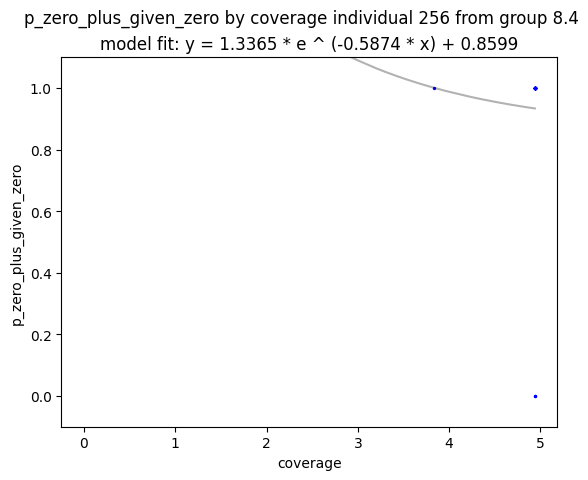 p_zero_plus_given_zero by coverage individual 256 from group 8.4
model fit: y = 1.3365 * e ^ (-0.5874 * x) + 0.8599
1.0
0.8
0.6
0.4
0.2
0.0
p_zero_plus_given_zero
0 1 2 3 4 5
coverage